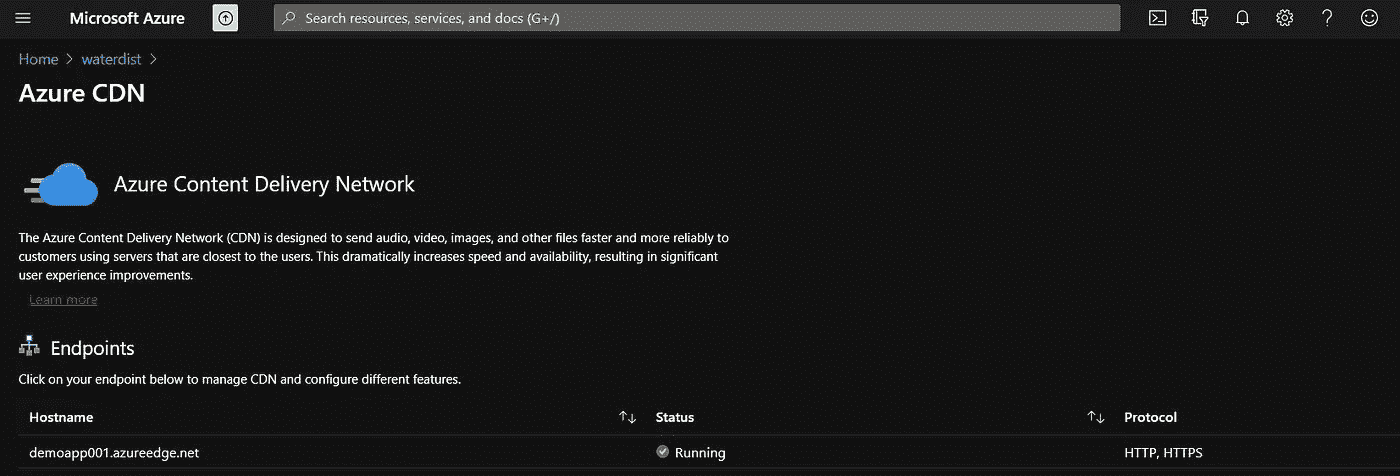 Microsoft Azure
Search resources, services, and docs (G+/)
Home > waterdist >
Azure CDN
Azure Content Delivery Network
The Azure Content Delivery Network (CDN) is designed to send audio, video, images, and other files faster and more reliably to
customers using servers that are closest to the users. This dramatically increases speed and availability, resulting in significant
user experience improvements.
Learn more
Endpoints
Click on your endpoint below to manage CDN and configure different features.
Hostname Status Protocol
demoapp001.azureedge.net Running HTTP, HTTPS